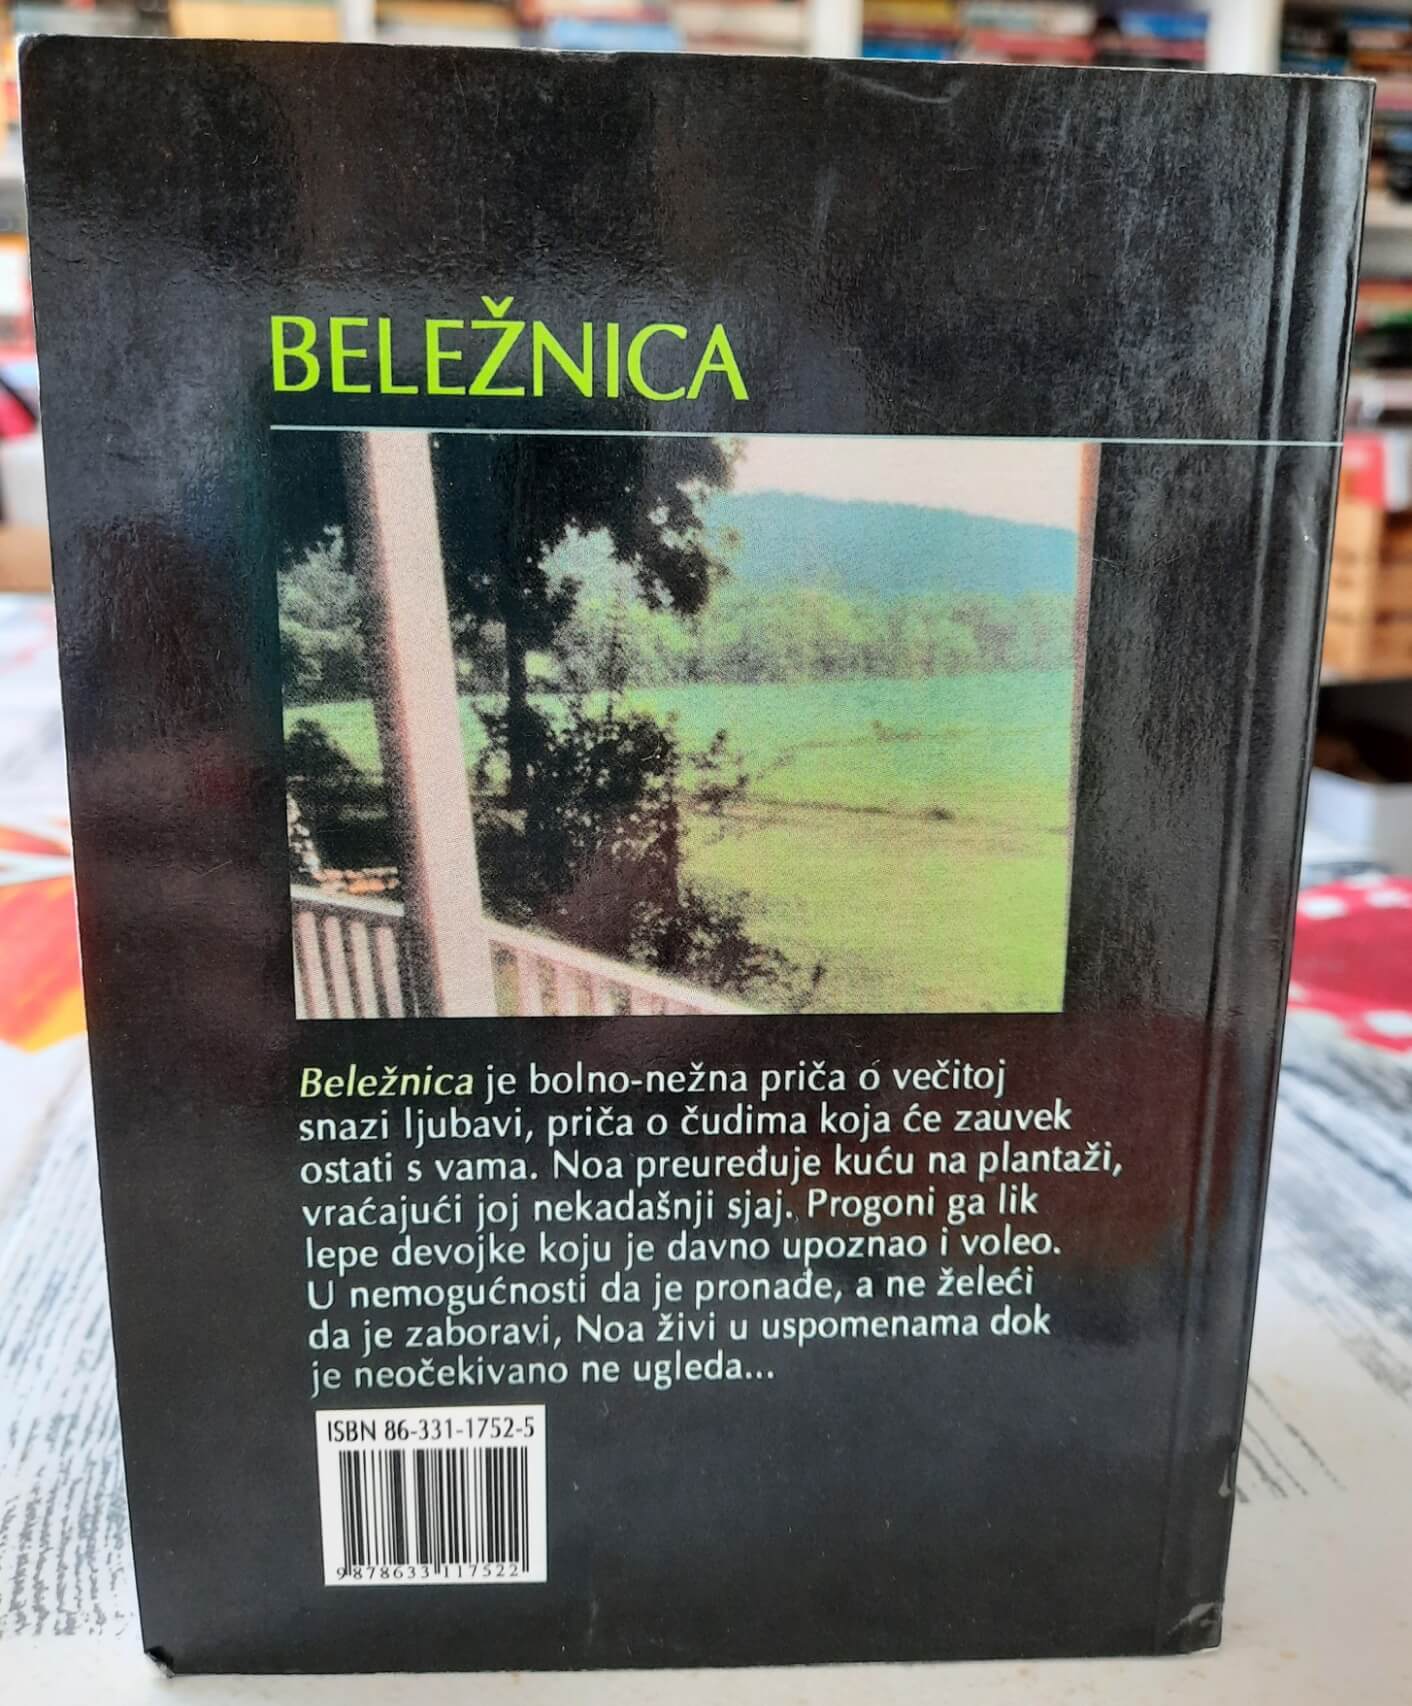 BELEŽNICA
Beležnica je bolno-nežna priča o večitoj
snazi ljubavi, priča o čudima koja će zauvek
ostati s vama. Noa preuređuje kuću na plantaži,
vraćajući joj nekadašnji sjaj. Progoni ga lik
lepe devojke koju je davno upoznao i voleo.
U nemogućnosti da je pronađe, a ne želeći
da je zaboravi, Noa živi u uspomenama dok
je neočekivano ne ugleda...
ISBN 86-331-1752-5
9878633117522